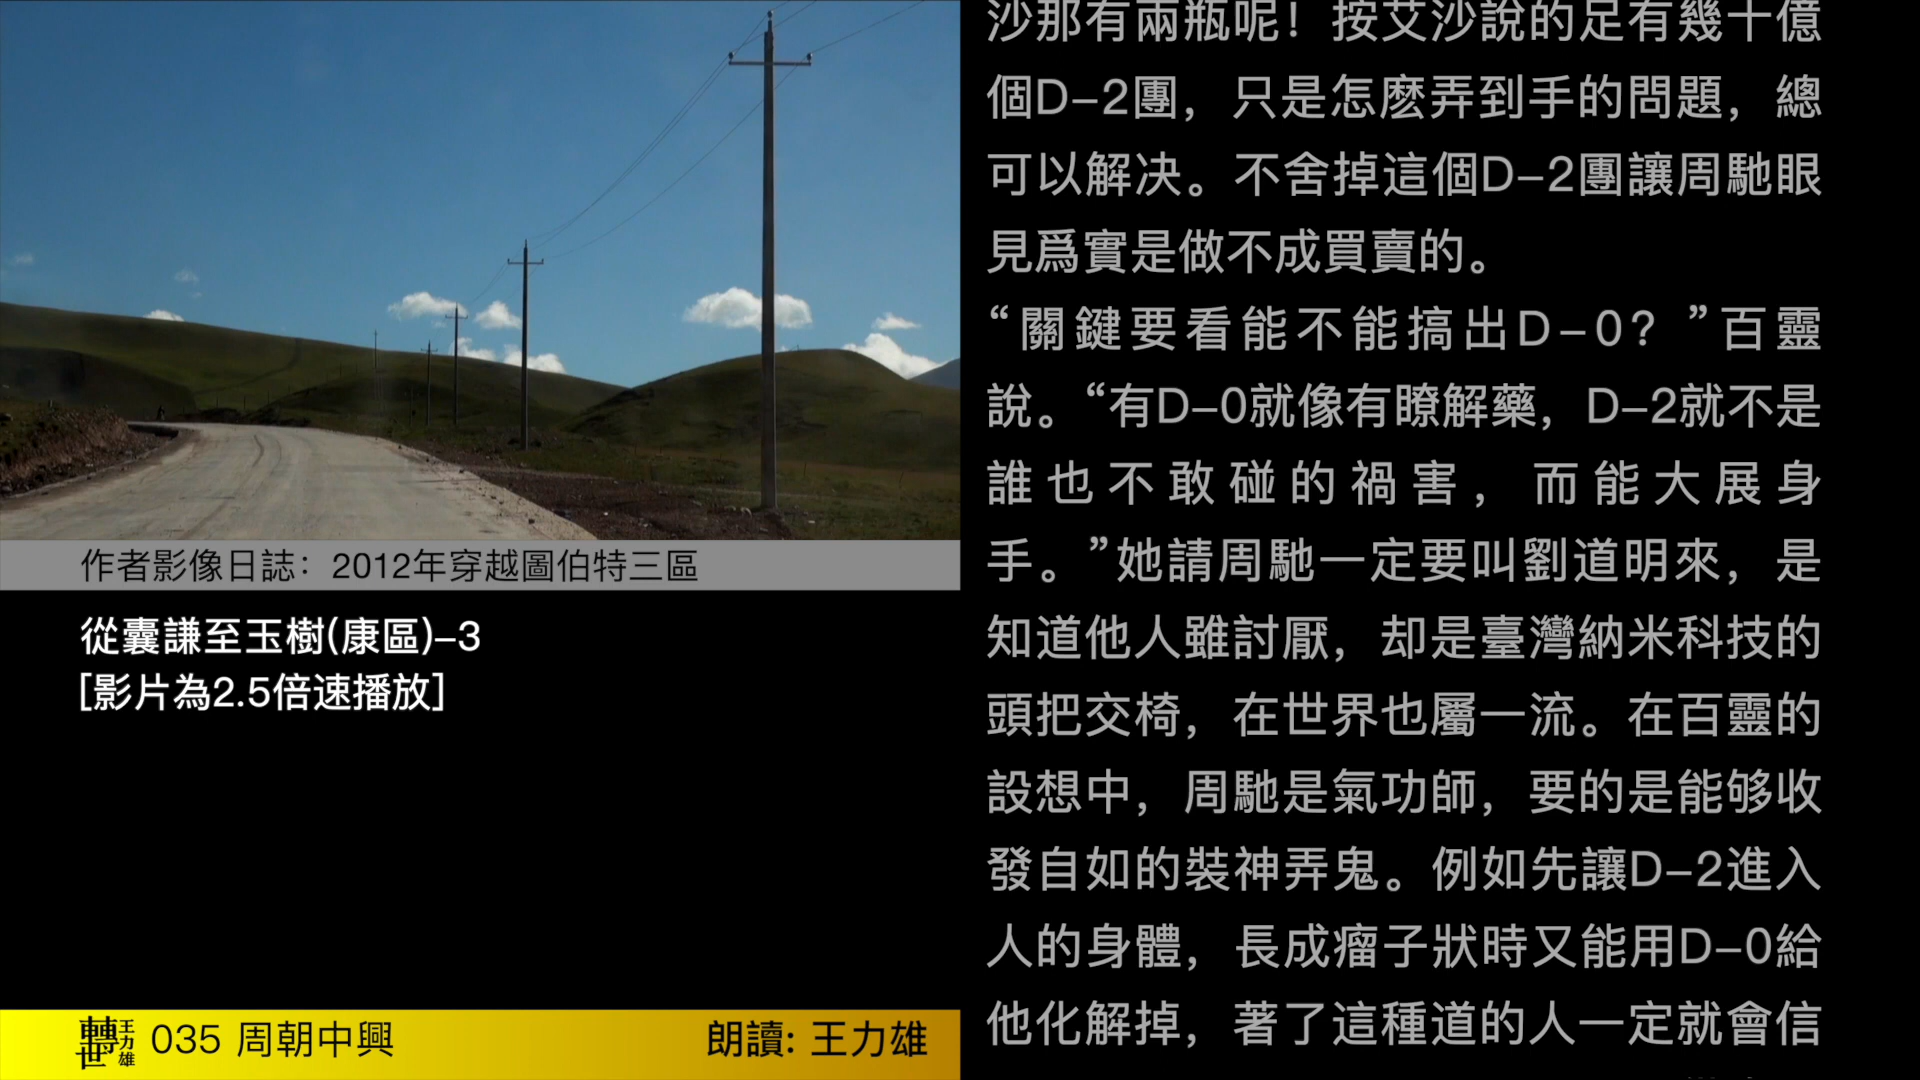 作者影像日誌：2012年穿越圖伯特三區
從囊謙至玉樹(康區)–3
[影片為2.5倍速播放]
轉世 王力雄 035 周朝中興
朗讀: 王力雄
沙那有兩瓶呢！按艾沙說的足有幾十億
個D–2團，只是怎麽弄到手的問題，總
可以解决。不舍掉這個D–2團讓周馳眼
見爲實是做不成買賣的。
“關鍵要看能不能搞出D–0？”百靈
說。“有D–0就像有瞭解藥，D–2就不是
誰也不敢碰的禍害，而能大展身
手。”她請周馳一定要叫劉道明來，是
知道他人雖討厭，却是臺灣納米科技的
頭把交椅，在世界也屬一流。在百靈的
設想中，周馳是氣功師，要的是能够收
發自如的裝神弄鬼。例如先讓D–2進入
人的身體，長成瘤子狀時又能用D–0給
他化解掉，著了這種道的人一定就會信